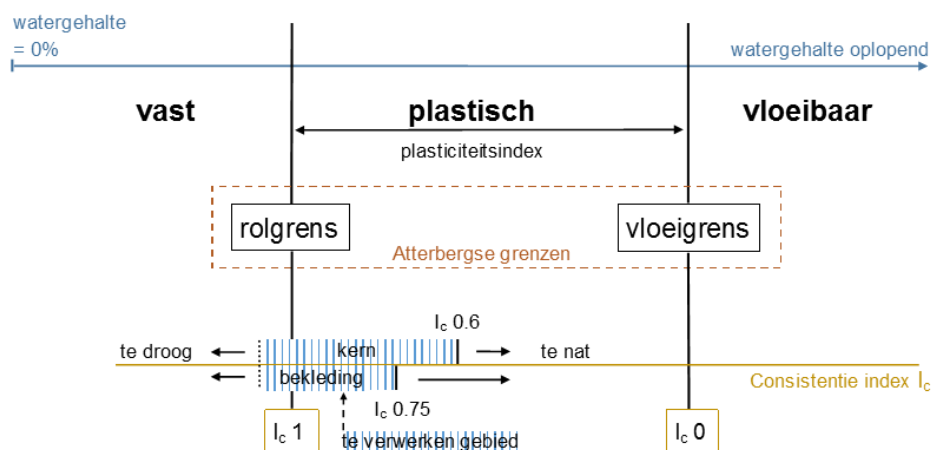 watergehalte
= 0%
watergehalte oplopend
vast
plastisch
vloeibaar
plasticiteitsindex
rolgrens
vloeigrens
Atterbergse grenzen
Ic 0.6
te droog
kern
te nat
bekleding
Consistentie index Ic
Ic 0.75
Ic 1
te verwerken gebied
Ic 0